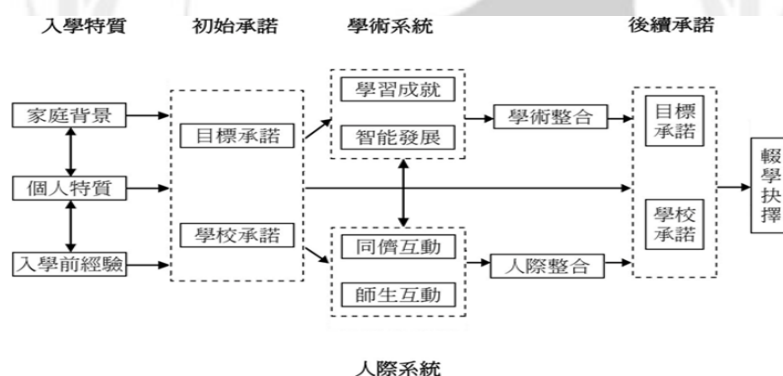 入學特質 初始承諾 學術系統 後續承諾
家庭背景
個人特質
入學前經驗
目標承諾
學校承諾
學習成就
智能發展
同儕互動
師生互動
學術整合
人際整合
目標
承諾
學校
承諾
輟
學
抉
擇
人際系統